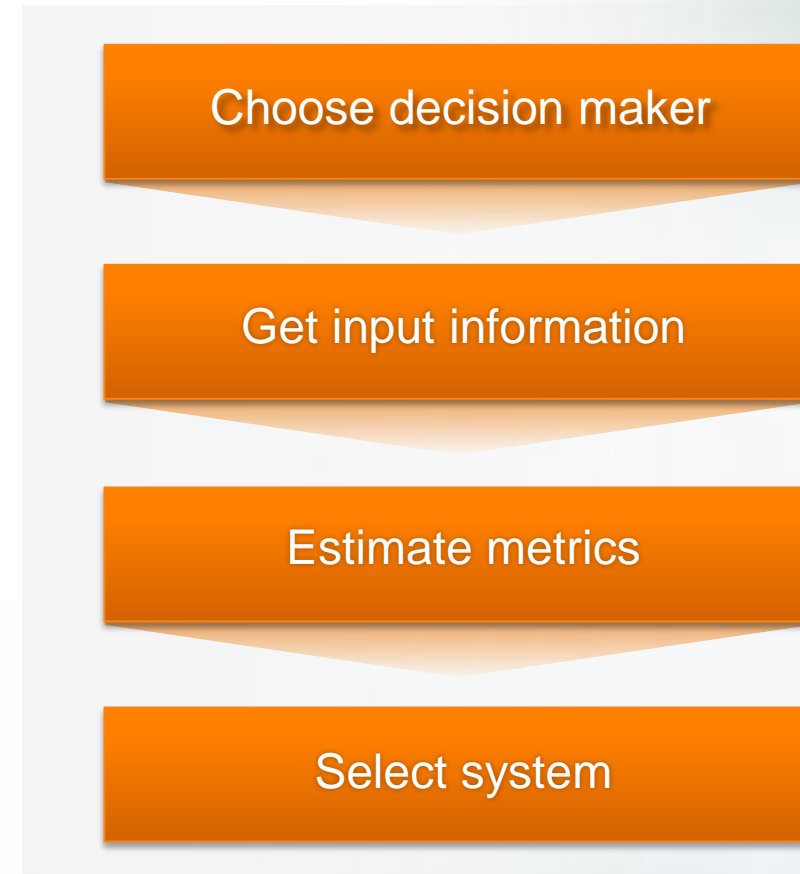 Choose decision maker
Get input information
Estimate metrics
Select system